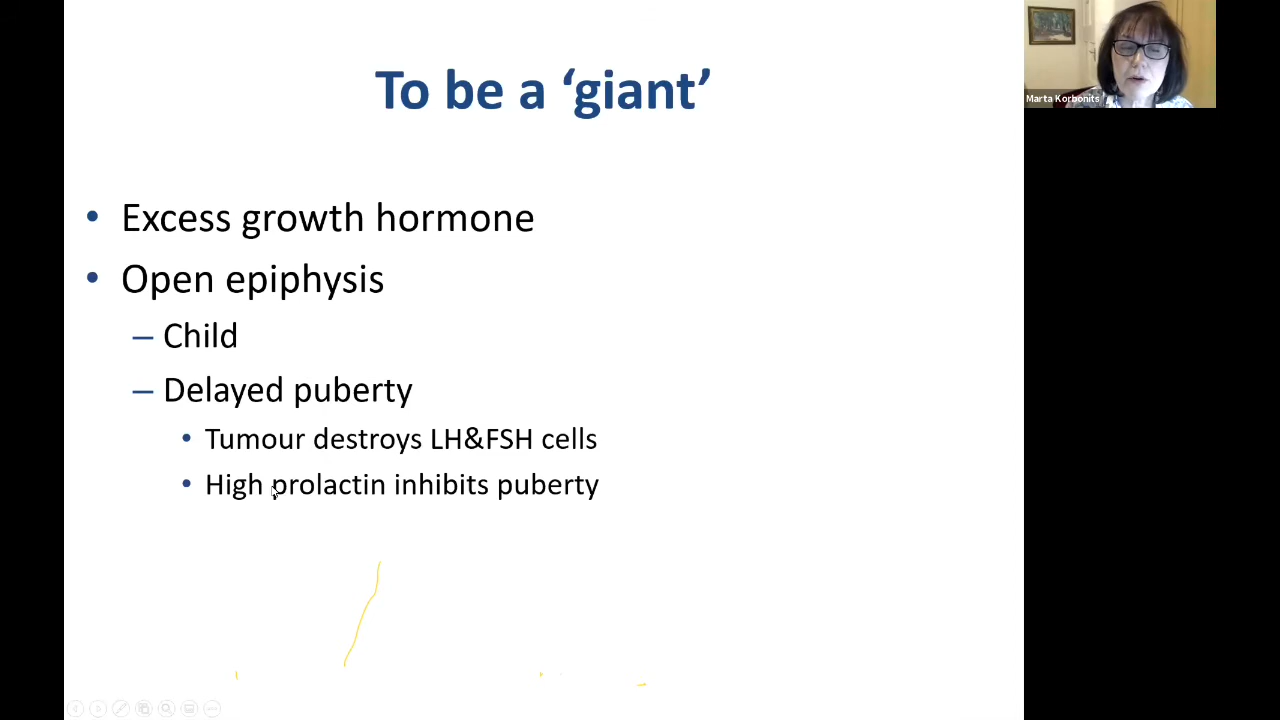 To be a ‘giant’
Marta Korbonits
• Excess growth hormone
• Open epiphysis
– Child
– Delayed puberty
• Tumour destroys LH&FSH cells
• High prolactin inhibits puberty